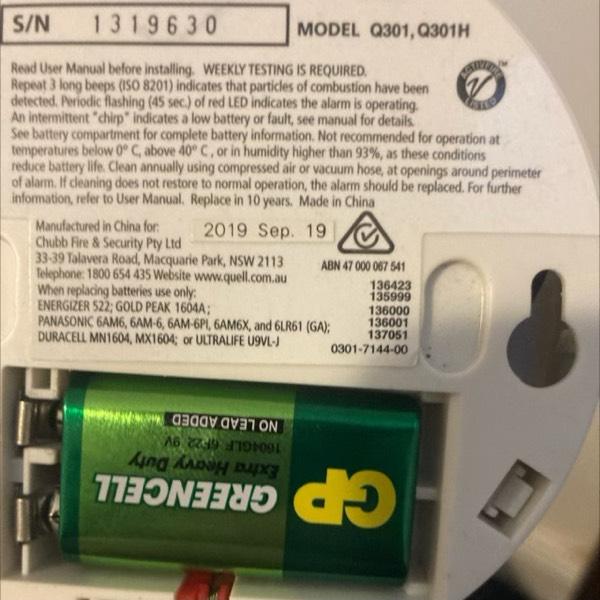 S/N 1319630
MODEL Q301, Q301H
Read User Manual before installing. WEEKLY TESTING IS REQUIRED.
Repeat 3 long beeps (ISO 8201) indicates that particles of combustion have been
detected. Periodic flashing (45 sec.) of red LED indicates the alarm is operating.
An intermittent "chirp" indicates a low battery or fault, see manual for details.
See battery compartment for complete battery information. Not recommended for operation at
temperatures below 0° C, above 40° C, or in humidity higher than 93%, as these conditions
reduce battery life. Clean annually using compressed air or vacuum hose, at openings around perimeter
of alarm. If cleaning does not restore to normal operation, the alarm should be replaced. For further
information, refer to User Manual. Replace in 10 years. Made in China
ACTIVFIRE
LISTED
TM
Manufactured in China for:
2019 Sep. 19
Chubb Fire & Security Pty Ltd
33-39 Talavera Road, Macquarie Park, NSW 2113
ABN 47 000 067 541
Telephone: 1800 654 435 Website www.quell.com.au
When replacing batteries use only:
ENERGIZER 522; GOLD PEAK 1604A;
PANASONIC 6AM6, 6AM-6, 6AM-6PI, 6AM6X, and 6LR61 (GA);
DURACELL MN1604, MX1604; or ULTRALIFE U9VL-J
136423
135999
136000
136001
137051
0301-7144-00
GP
GREENCELL
Extra Heavy Duty
1604GLF 6F22 9V
NO LEAD ADDED